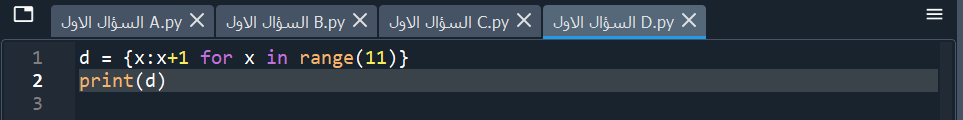 السؤال الاول A.py السؤال الاول B.py السؤال الاول C.py السؤال الاول D.py
1 d = {x:x+1 for x in range(11)}
2 print(d)
3